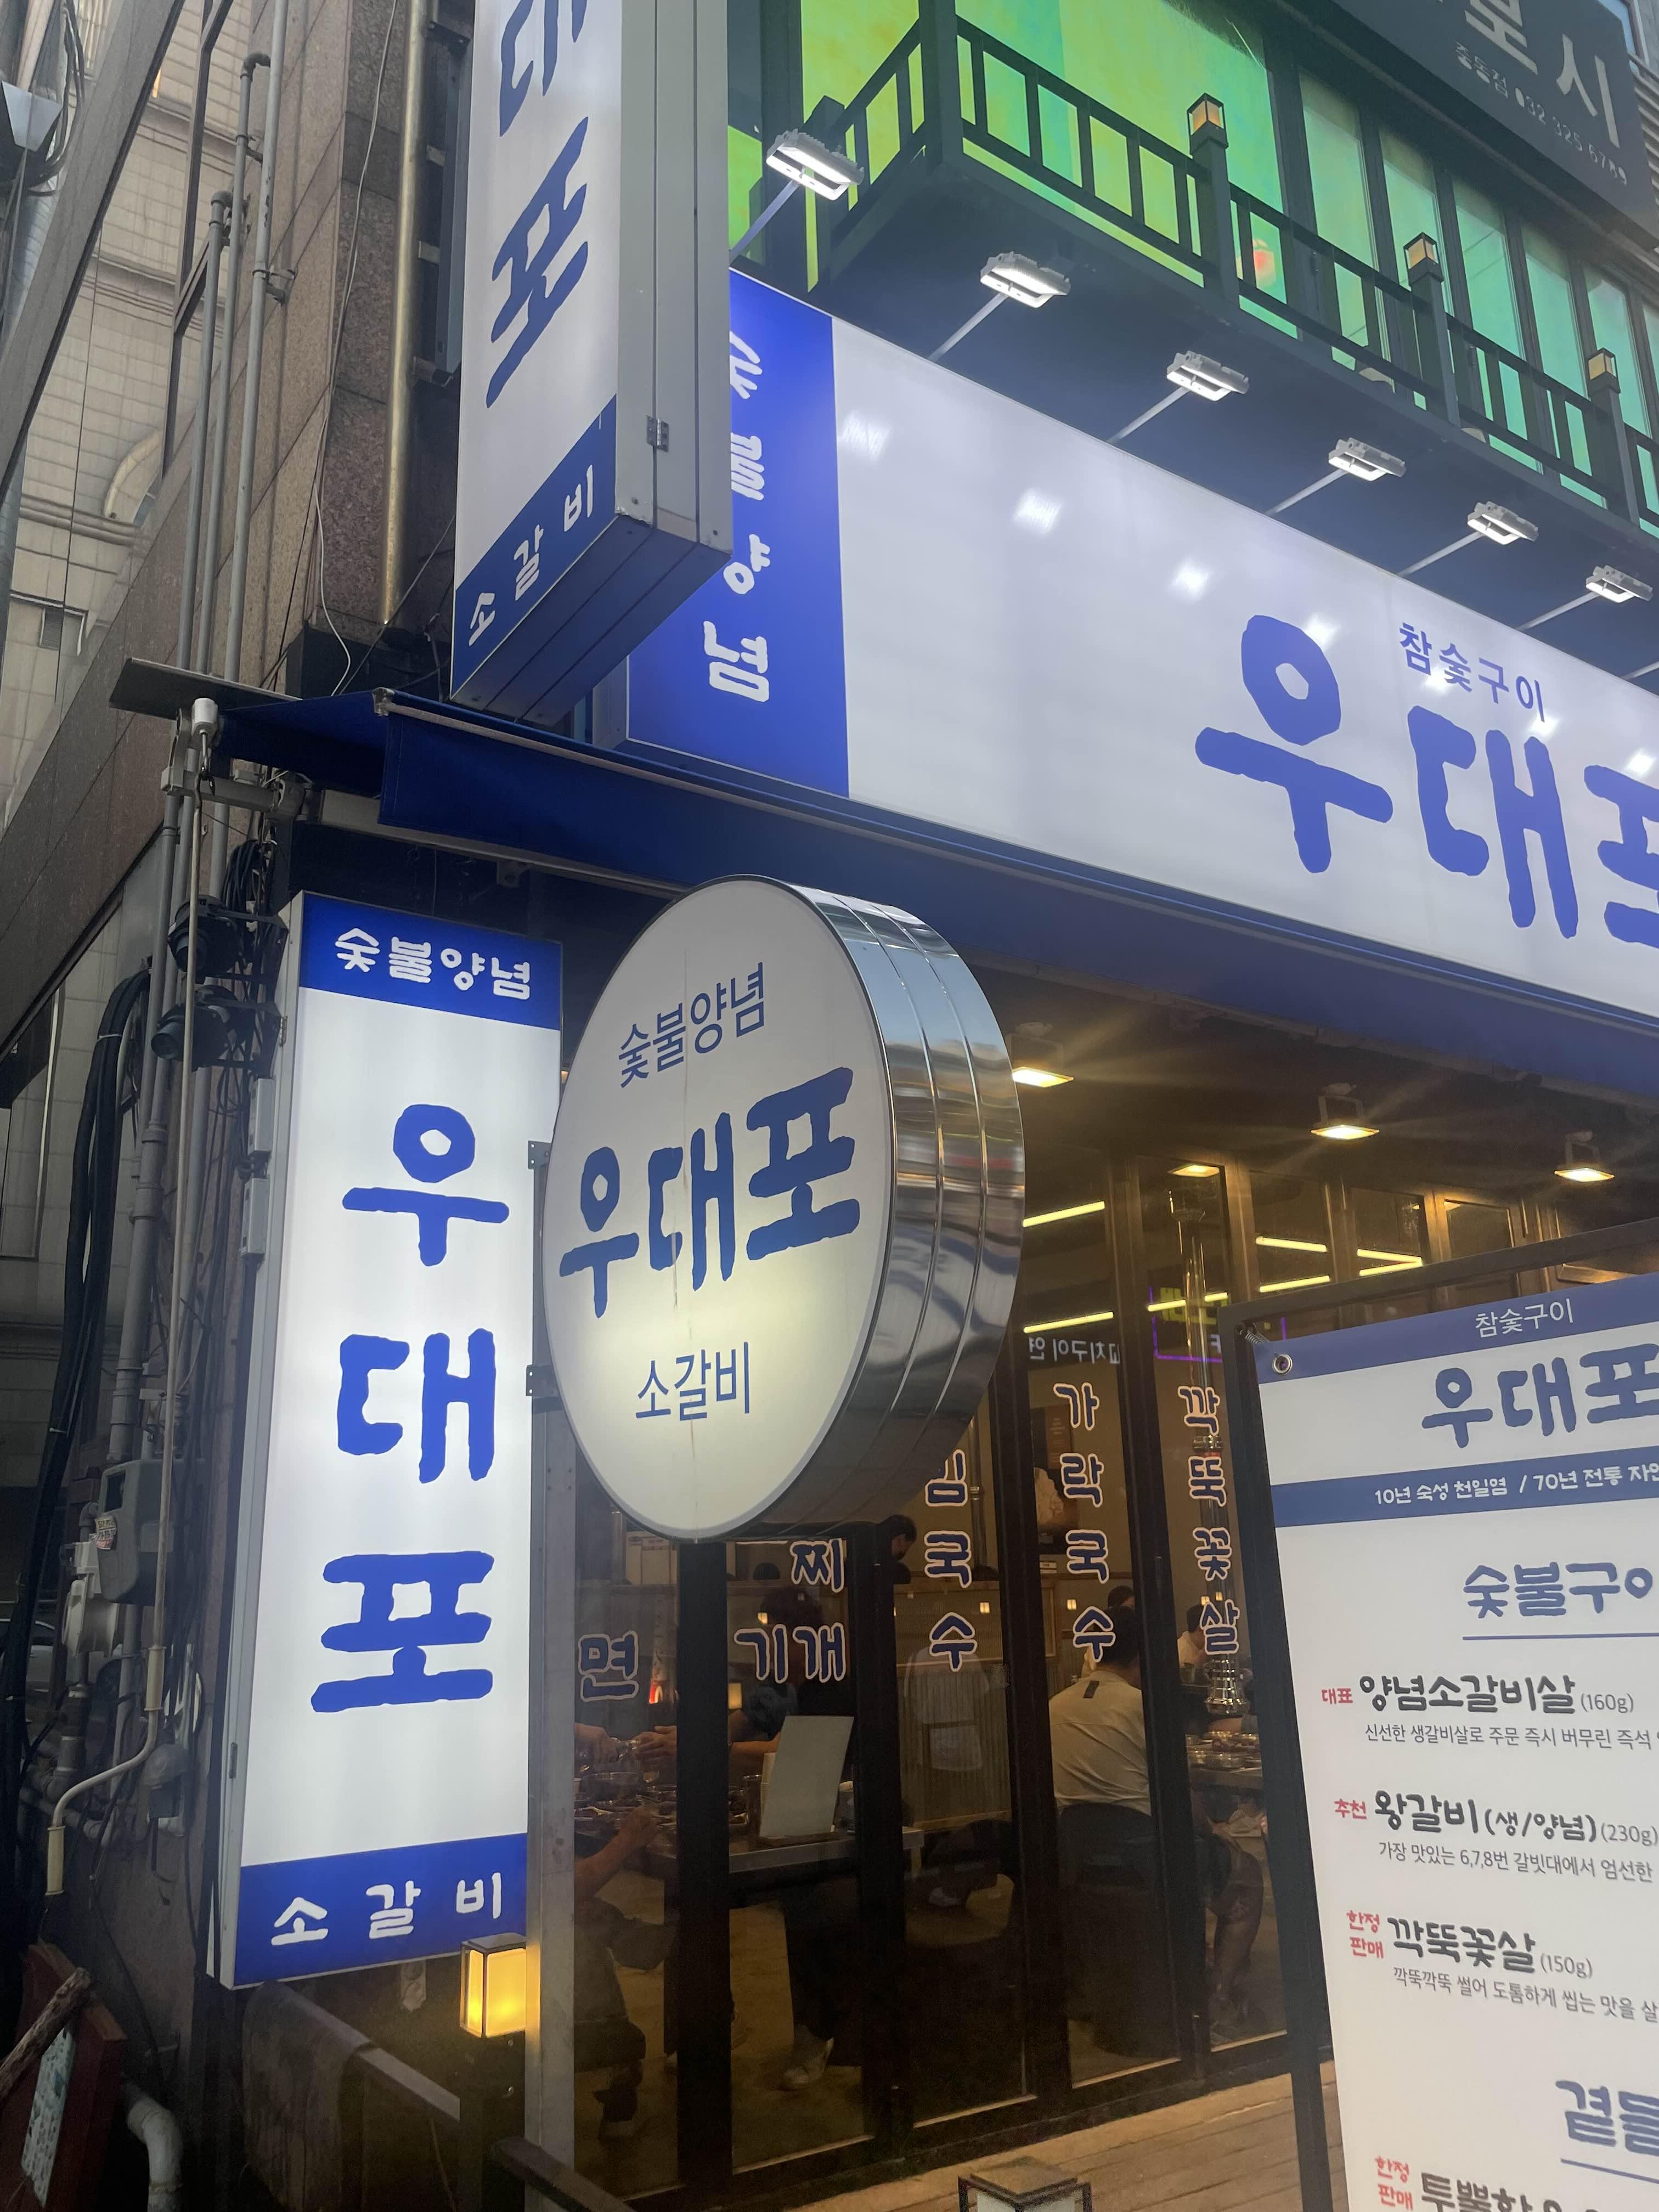 대
포
소갈비
중동점 032 325 6789
숯불양념
참숯구이
우대
숯불양념
우
대
포
소갈비
숯불양념
우대포
소갈비
면
찌개
기
국수
가락국수
깍뚝꽃살
참숯구이
우대포
10년 숙성 천일염 / 70년 전통
숯불구이
대표 양념소갈비살 (160g)
신선한 생갈비살로 주문 즉시 버무린 즉석
추천 왕갈비 (생/양념) (230g)
가장 맛있는 6,7,8번 갈빗대에서 엄선한
한정판매 깍뚝꽃살 (150g)
깍뚝깍뚝 썰어 도톰하게 씹는 맛을
한정판매